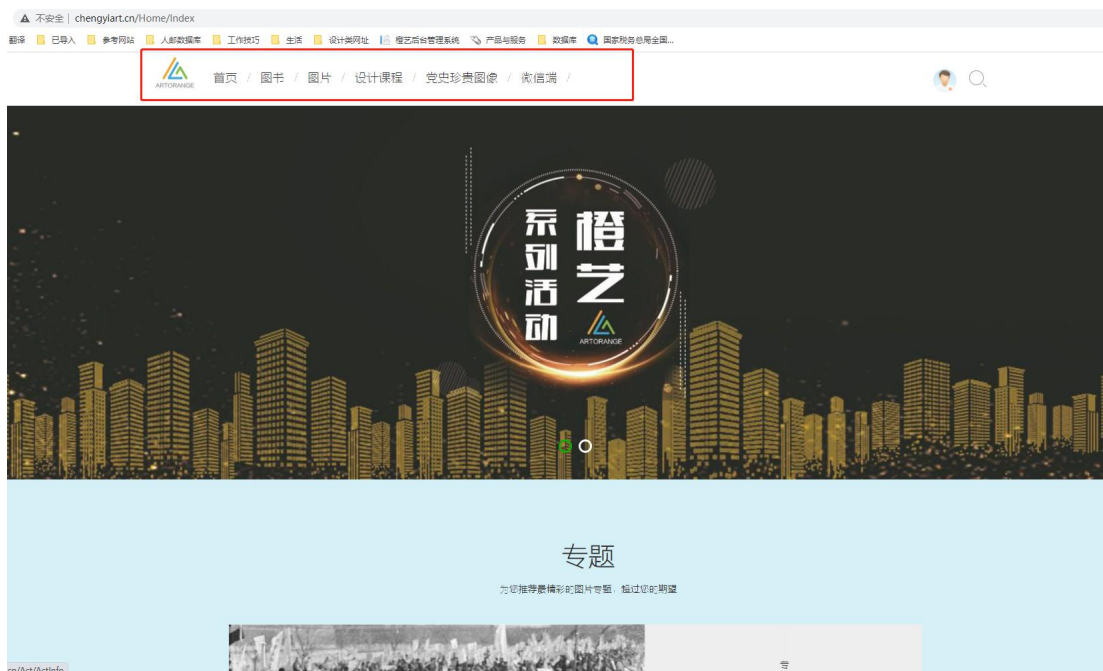 不安全 | chengyiart.cn/Home/Index
翻译 已导入 参考网站 人邮数据库 工作技巧 生活 设计类网址 橙艺后台管理系统 产品与服务 数据库 国家税务总局全国...
ARTORANGE 首页 / 图书 / 图片 / 设计课程 / 党史珍贵图像 / 微信端 /
橙艺
系列活动
ARTORANGE
专题
为您推荐最精彩的图片专题,超过您的期望
专
cn/Act/ActInfo